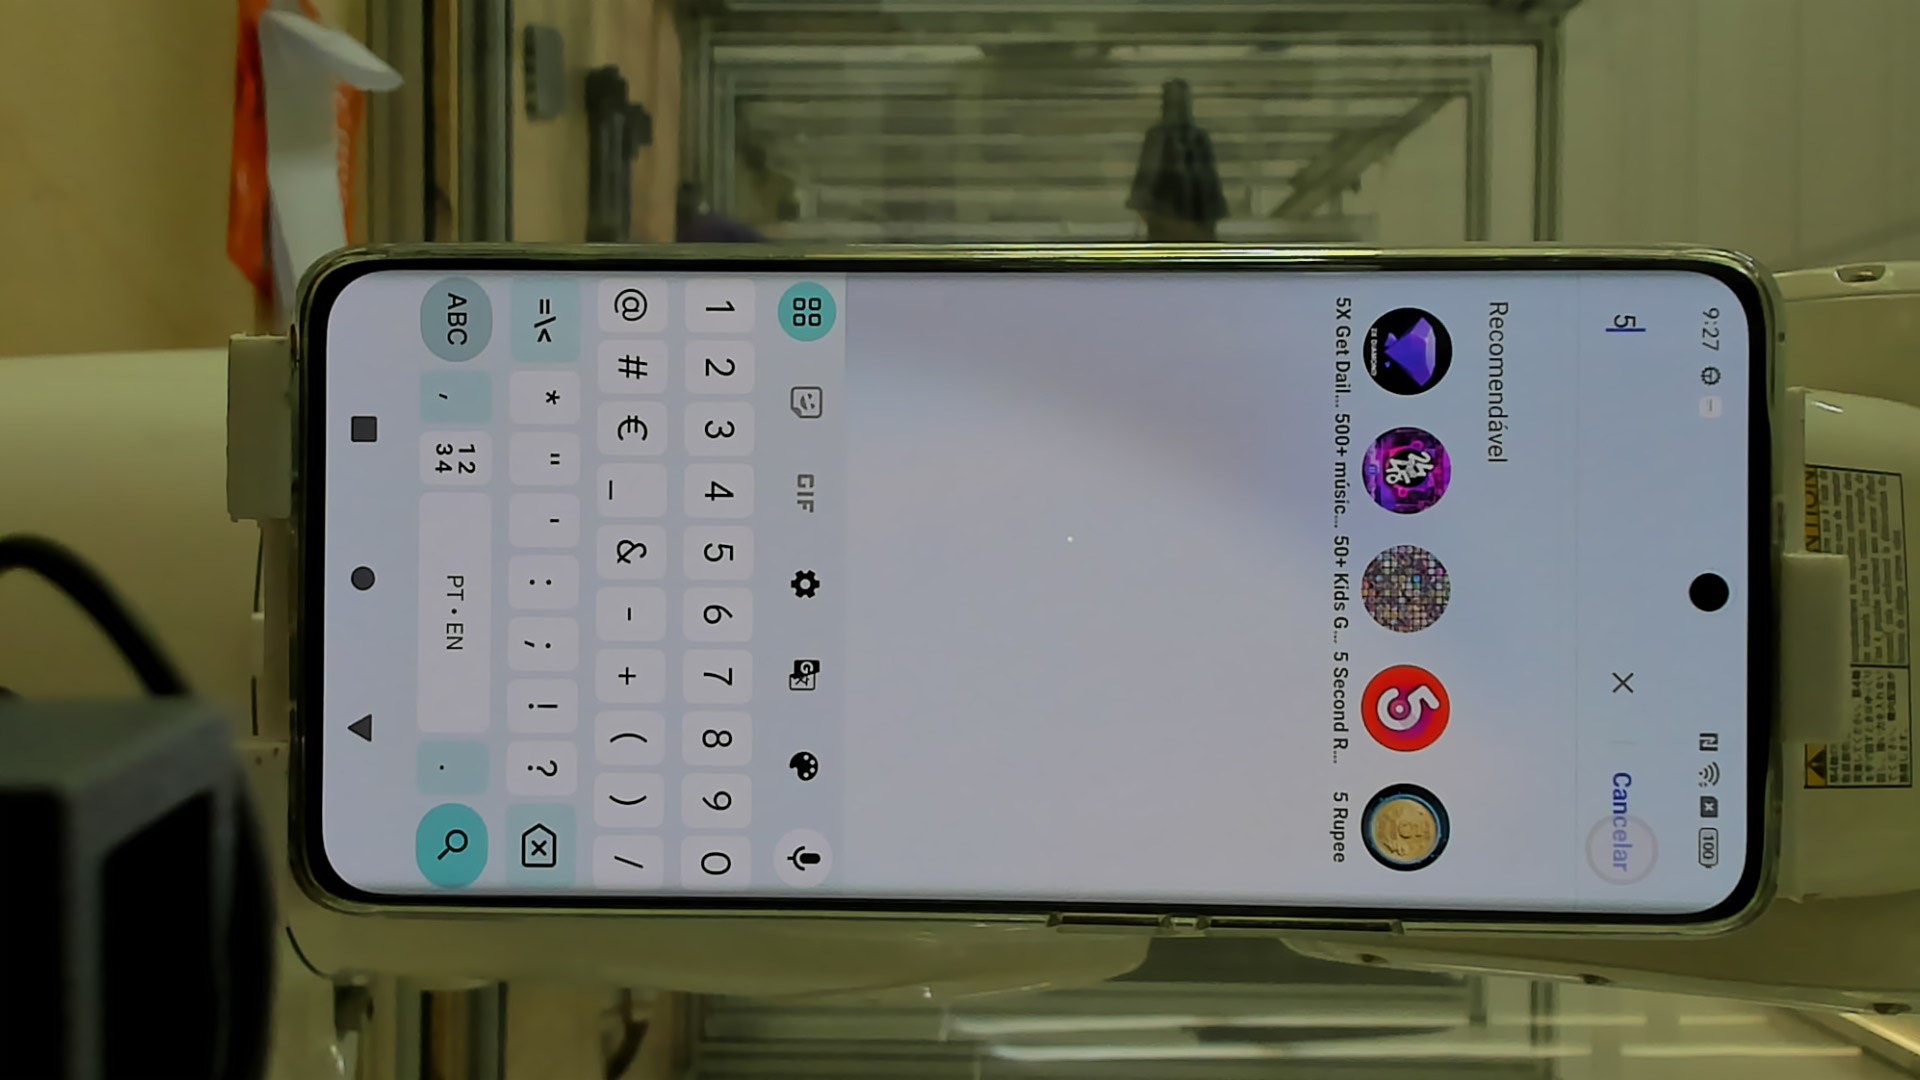 9:27
100
5
Cancelar
Recomendável
5X Get Dail...
500+ músic...
50+ Kids G...
5 Second R...
5 Rupee
GIF
1 2 3 4 5 6 7 8 9 0
@ # € _ & - + ( ) /
=\< * " ' : ; ! ?
ABC , 12 34 PT • EN .